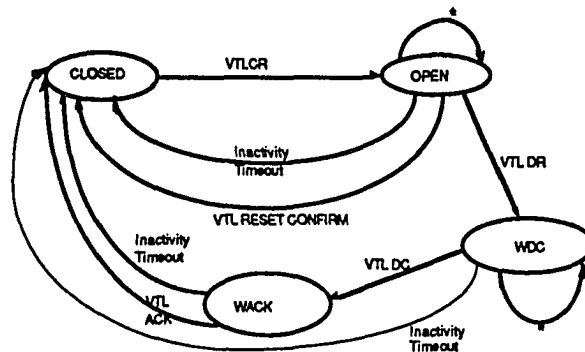 *
CLOSED
VTLCR
OPEN
Inactivity
Timeout
VTL DR
VTL RESET CONFIRM
Inactivity
Timeout
VTL DC
WDC
VTL
ACK
WACK
*
Inactivity
Timeout